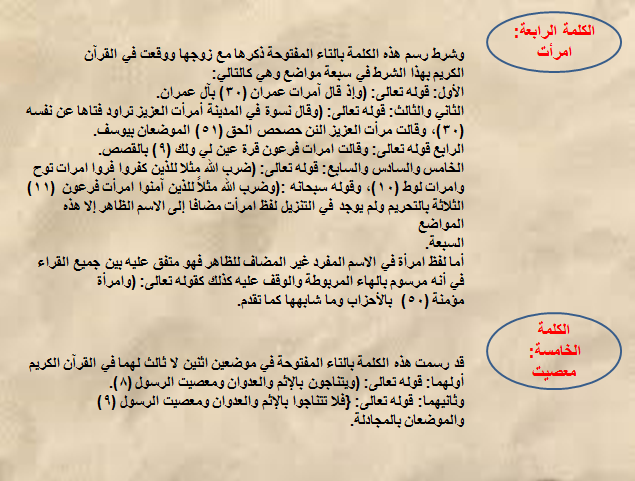 الكلمة الرابعة:
امرأت
وشرط رسم هذه الكلمة بالتاء المفتوحة ذكرها مع زوجها ووقعت في القرآن
الكريم بهذا الشرط في سبعة مواضع وهي كالتالي:
الأول: قوله تعالى: (وإذ قال أمرات عمران (٣٠) بآل عمران.
الثاني والثالث: قوله تعالى: (وقال نسوة في المدينة أمرأت العزيز تراود فتاها عن نفسه
(٣٠)، وقالت مرأت العزيز النن حصحص الحق (٥١) الموضعان بيوسف.
الرابع قوله تعالى: وقالت امرات فرعون قرة عين لي ولك (٩) بالقصص.
الخامس والسادس والسابع: قوله تعالى: (ضرب الله مثلا للذين كفروا فروا امرات توح
وامرات لوط (١٠)، وقوله سبحانه :(وضرب الله مثلاً للذين آمنوا امرأت فرعون (١١)
الثلاثة بالتحريم ولم يوجد في التنزيل لفظ امرأت مضافا إلى الاسم الظاهر إلا هذه
المواضع
السبعة.
أما لفظ امرأة في الاسم المفرد غير المضاف للظاهر فهو متفق عليه بين جميع القراء
في أنه مرسوم بالهاء المربوطة والوقف عليه كذلك كقوله تعالى: (وامرأة
مؤمنة (٥٠) بالأحزاب وما شابهها كما تقدم.
الكلمة
الخامسة:
معصيت
قد رسمت هذه الكلمة بالتاء المفتوحة في موضعين اثنين لا ثالث لهما في القرآن الكريم
أولهما: قوله تعالى: (ويتناجون بالإثم والعدوان ومعصيت الرسول (٨).
وثانيهما: قوله تعالى: {فلا تتناجوا بالإثم والعدوان ومعصيت الرسول (٩)
والموضعان بالمجادلة.